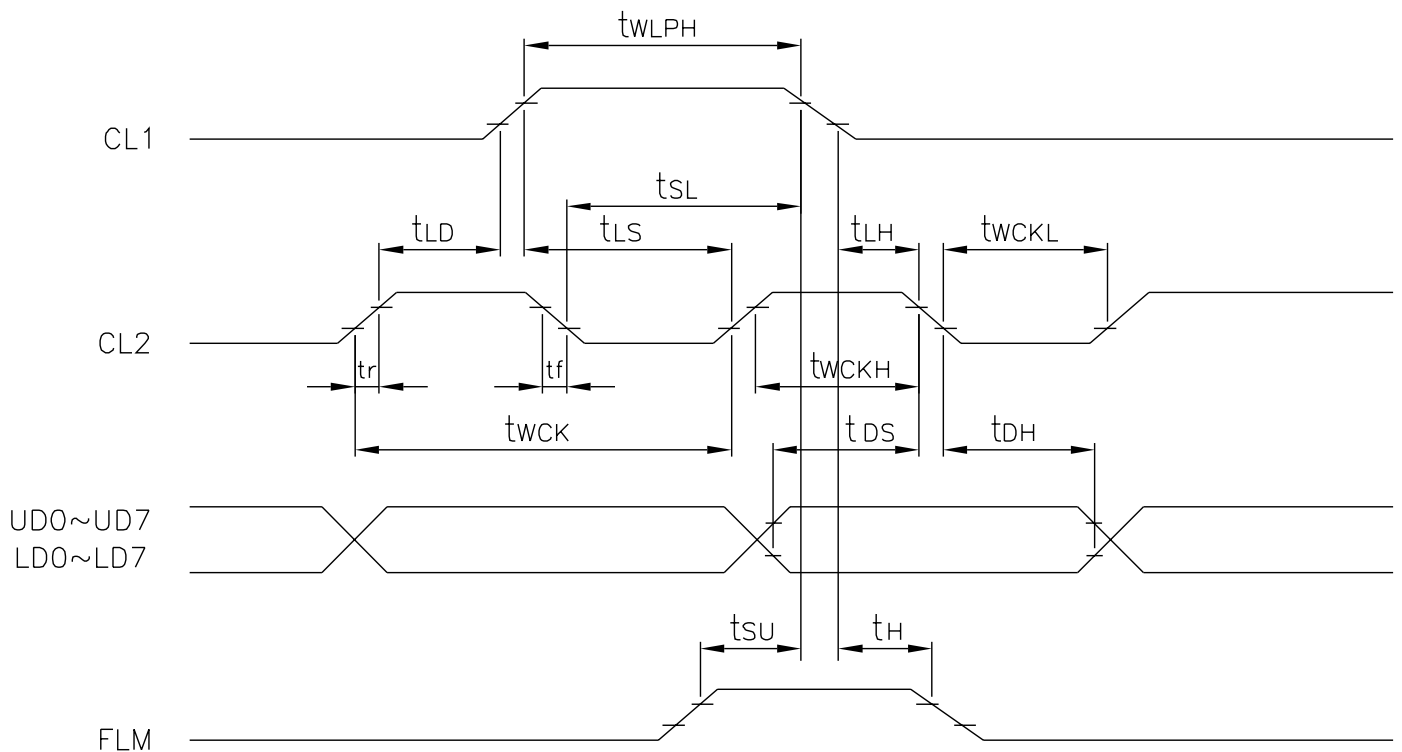 tWLPH
CL1
tSL
tLD
tLS
tLH
tWCKL
CL2
tr
tf
tWCKH
tWCK
tDS
tDH
UD0~UD7
LD0~LD7
tSU
tH
FLM